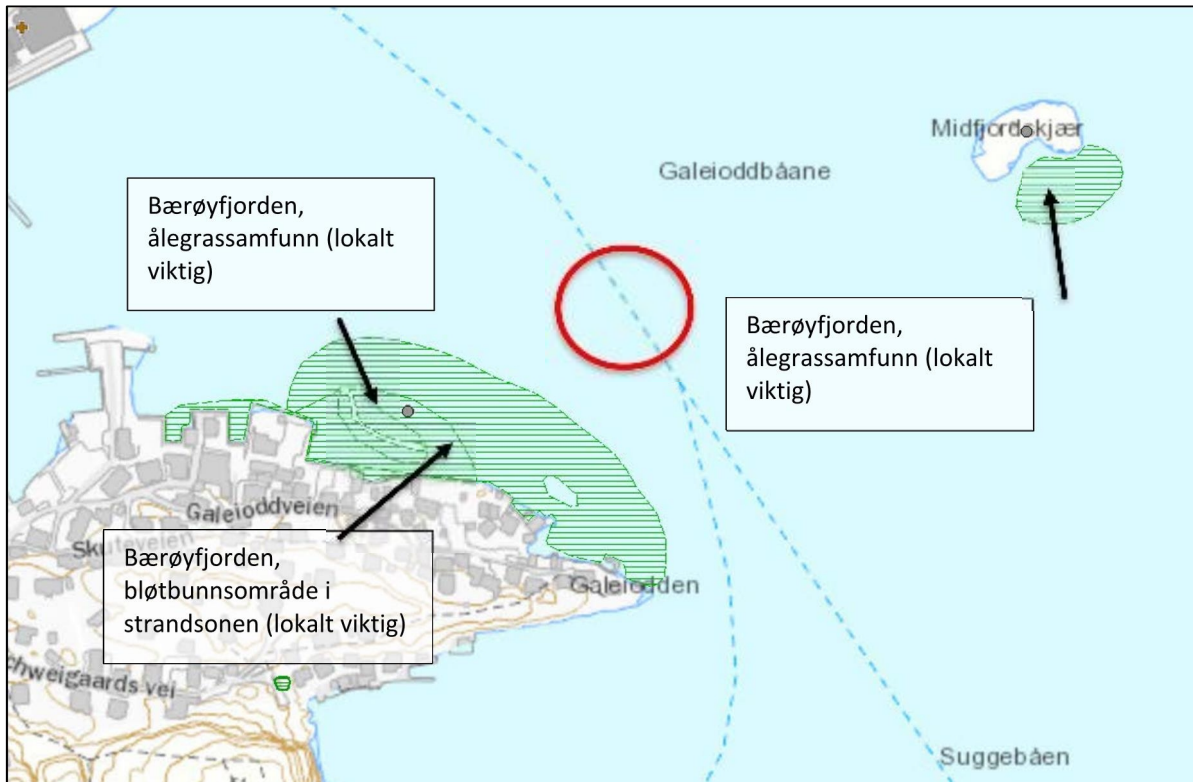 Midfjordskjær
Galeioddbåane
Bærøyfjorden,
ålegrassamfunn (lokalt
viktig)
Bærøyfjorden,
ålegrassamfunn (lokalt
viktig)
Galeioddveien
Skuteveien
Bærøyfjorden,
bløtbunnsområde i
strandsonen (lokalt viktig)
Galeiodden
chweigaards vei
Suggebåen